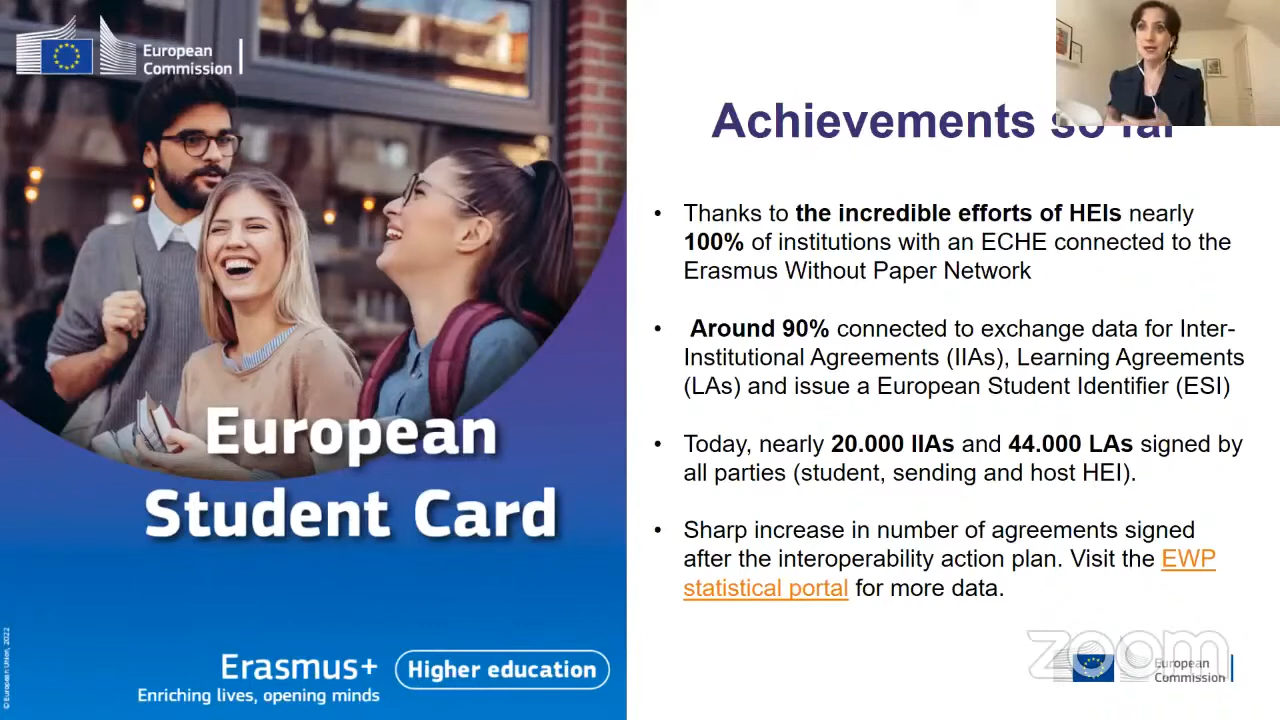 European
Commission
European
Student Card
Erasmus+
Enriching lives, opening minds
Higher education
© European Union, 2022
Achievements so far
• Thanks to the incredible efforts of HEIs nearly
100% of institutions with an ECHE connected to the
Erasmus Without Paper Network
• Around 90% connected to exchange data for Inter-
Institutional Agreements (IIAs), Learning Agreements
(LAs) and issue a European Student Identifier (ESI)
• Today, nearly 20.000 IIAs and 44.000 LAs signed by
all parties (student, sending and host HEI).
• Sharp increase in number of agreements signed
after the interoperability action plan. Visit the EWP
statistical portal for more data.
zoom
European
Commission